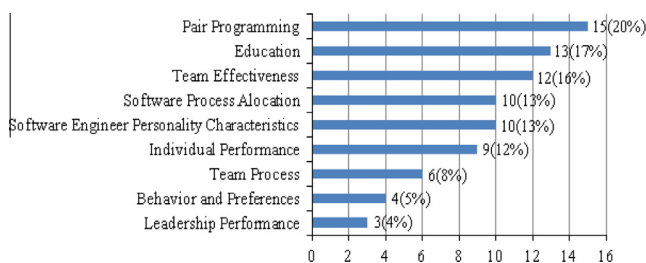 Pair Programming 15(20%)
Education 13(17%)
Team Effectiveness 12(16%)
Software Process Alocation 10(13%)
Software Engineer Personality Characteristics 10(13%)
Individual Performance 9(12%)
Team Process 6(8%)
Behavior and Preferences 4(5%)
Leadership Performance 3(4%)
0 2 4 6 8 10 12 14 16